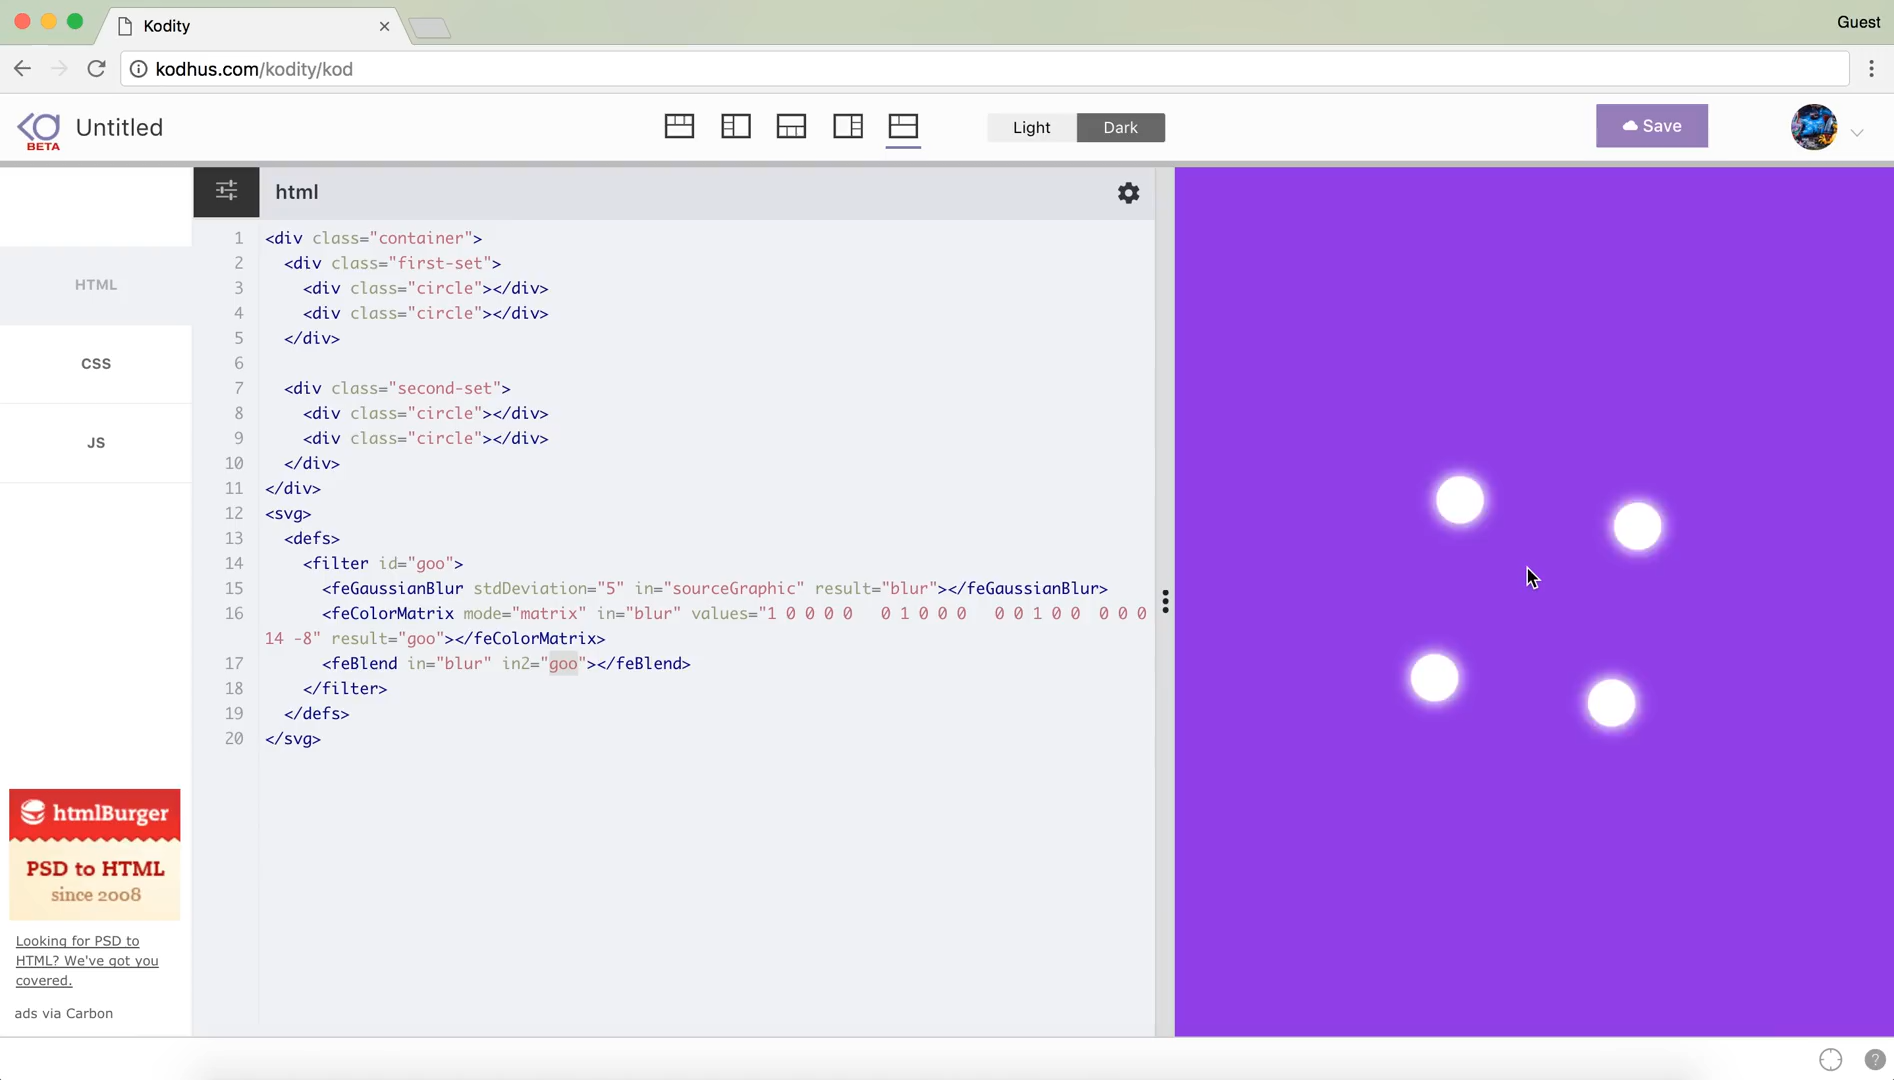 Kodity
Guest
kodhus.com/kodity/kod
BETA
Untitled
Light
Dark
Save
html
HTML
CSS
JS
1 <div class="container">
2 <div class="first-set">
3 <div class="circle"></div>
4 <div class="circle"></div>
5 </div>
6
7 <div class="second-set">
8 <div class="circle"></div>
9 <div class="circle"></div>
10 </div>
11 </div>
12 <svg>
13 <defs>
14 <filter id="goo">
15 <feGaussianBlur stdDeviation="5" in="sourceGraphic" result="blur"></feGaussianBlur>
16 <feColorMatrix mode="matrix" in="blur" values="1 0 0 0 0 0 1 0 0 0 0 0 1 0 0 0 0 0
14 -8" result="goo"></feColorMatrix>
17 <feBlend in="blur" in2="goo"></feBlend>
18 </filter>
19 </defs>
20 </svg>
htmlBurger
PSD to HTML
since 2008
Looking for PSD to
HTML? We've got you
covered.
ads via Carbon
?